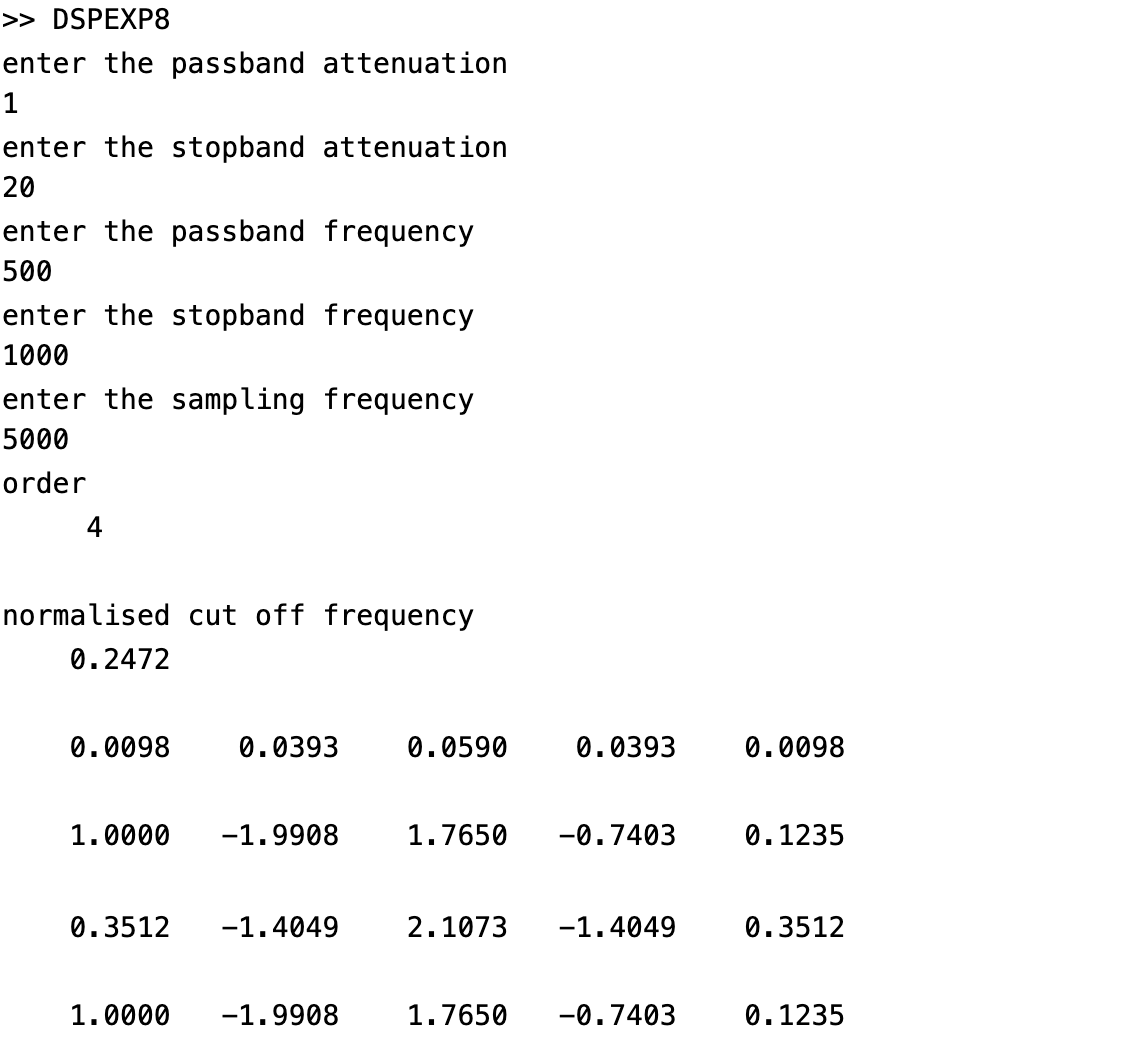 >> DSPEXP8
enter the passband attenuation
1
enter the stopband attenuation
20
enter the passband frequency
500
enter the stopband frequency
1000
enter the sampling frequency
5000
order
4
normalised cut off frequency
0.2472
0.0098 0.0393 0.0590 0.0393 0.0098
1.0000 −1.9908 1.7650 −0.7403 0.1235
0.3512 −1.4049 2.1073 −1.4049 0.3512
1.0000 −1.9908 1.7650 −0.7403 0.1235